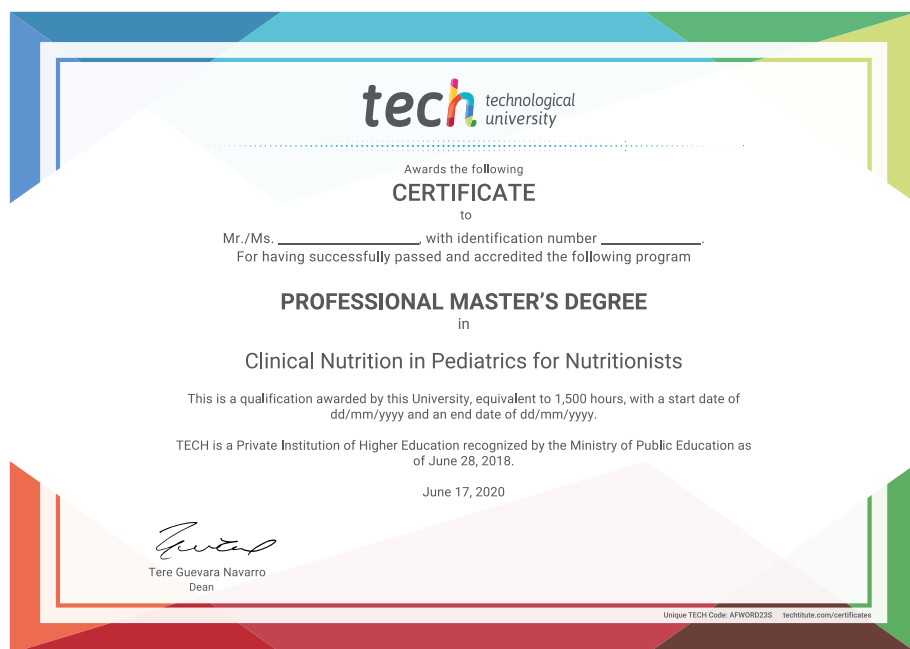 tech technological
university
Awards the following
CERTIFICATE
to
Mr./Ms. ____________________, with identification number ______________.
For having successfully passed and accredited the following program
PROFESSIONAL MASTER'S DEGREE
in
Clinical Nutrition in Pediatrics for Nutritionists
This is a qualification awarded by this University, equivalent to 1,500 hours, with a start date of
dd/mm/yyyy and an end date of dd/mm/yyyy.
TECH is a Private Institution of Higher Education recognized by the Ministry of Public Education as
of June 28, 2018.
June 17, 2020
Tere Guevara Navarro
Dean
Unique TECH Code: AFWORD23S techtitute.com/certificates